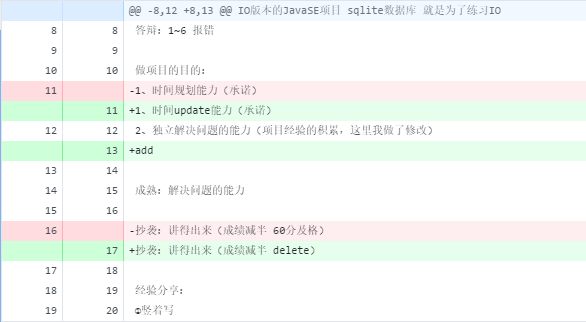 @@ -8,12 +8,13 @@ IO版本的JavaSE项目 sqlite数据库 就是为了练习IO
8 8 答辩：1~6 报错
9 9
10 10 做项目的目的：
11 -1、时间规划能力（承诺）
11 +1、时间update能力（承诺）
12 12 2、独立解决问题的能力（项目经验的积累，这里我做了修改）
13 +add
13 14
14 15 成熟：解决问题的能力
15 16
16 -抄袭：讲得出来（成绩减半 60分及格）
17 +抄袭：讲得出来（成绩减半 delete）
17 18
18 19 经验分享：
19 20 ©竖着写